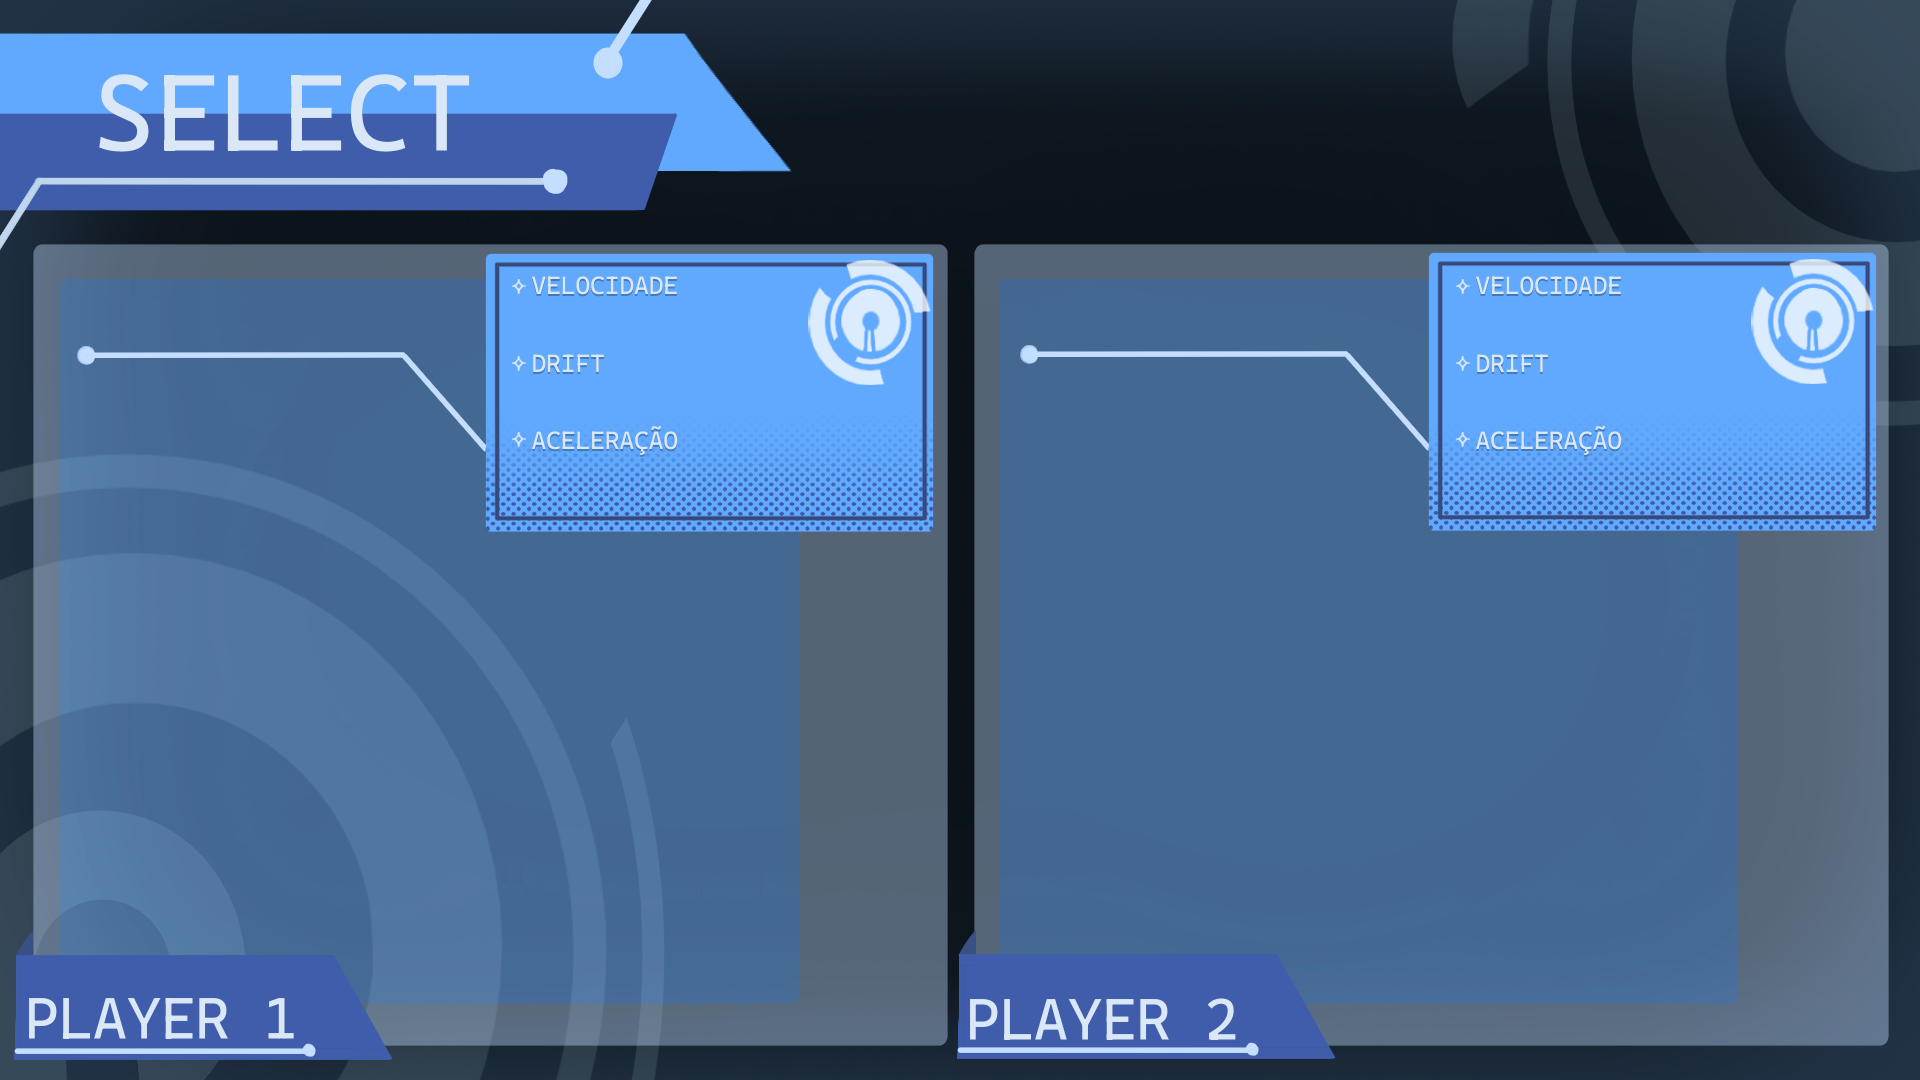 SELECT
VELOCIDADE
DRIFT
ACELERAÇÃO
PLAYER 1
VELOCIDADE
DRIFT
ACELERAÇÃO
PLAYER 2